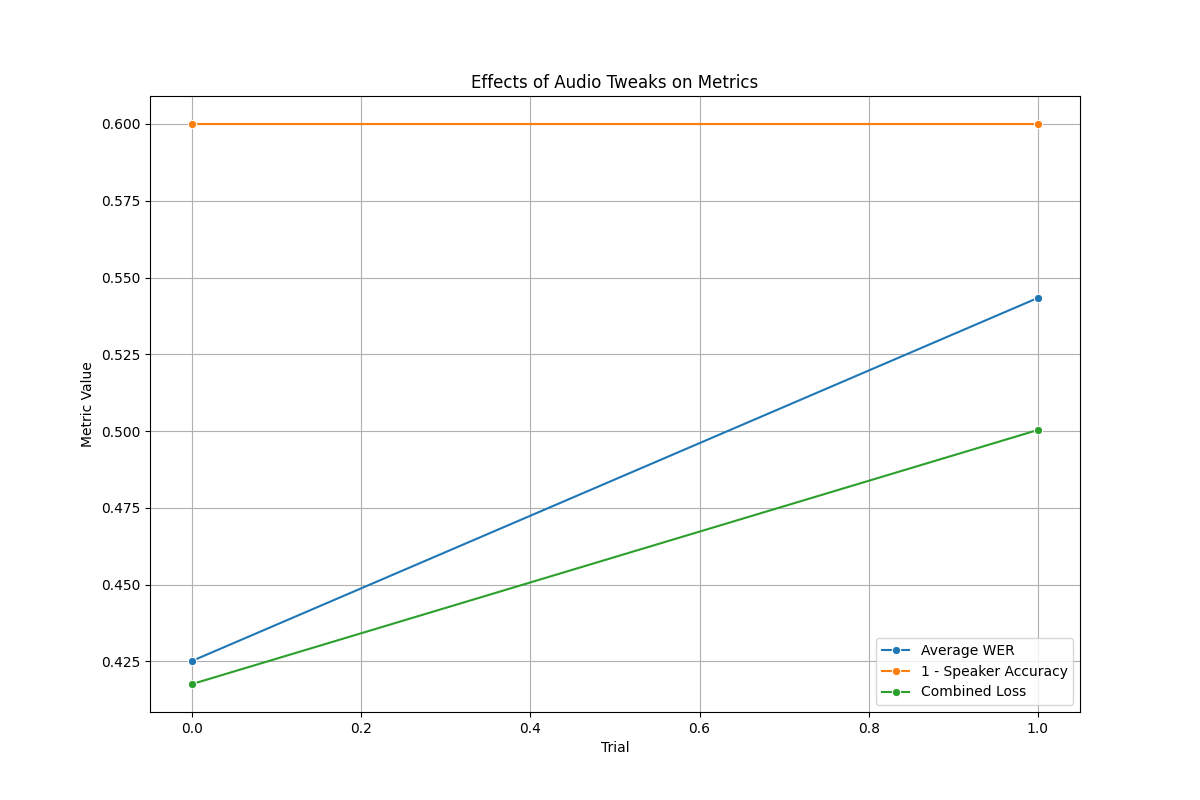 Effects of Audio Tweaks on Metrics
Metric Value
0.600
0.575
0.550
0.525
0.500
0.475
0.450
0.425
0.0 0.2 0.4 0.6 0.8 1.0
Trial
Average WER
1 - Speaker Accuracy
Combined Loss